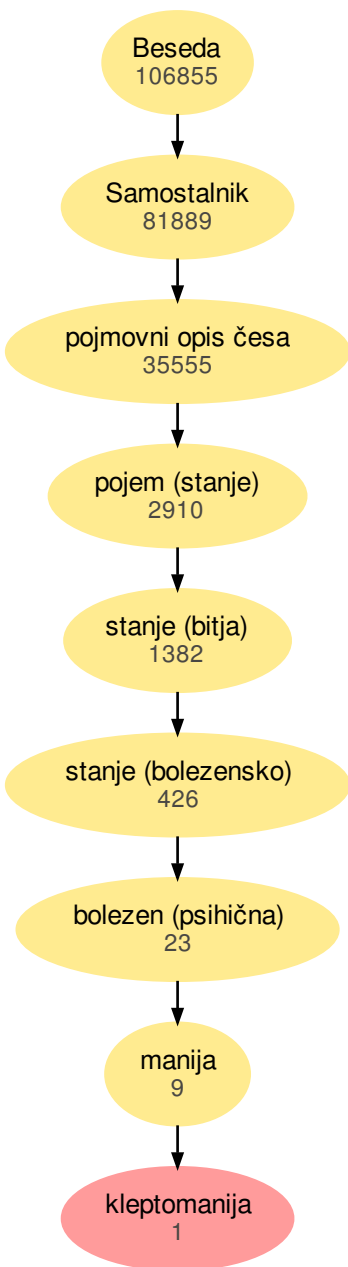 Beseda
106855
Samostalnik
81889
pojmovni opis česa
35555
pojem (stanje)
2910
stanje (bitja)
1382
stanje (bolezensko)
426
bolezen (psihična)
23
manija
9
kleptomanija
1